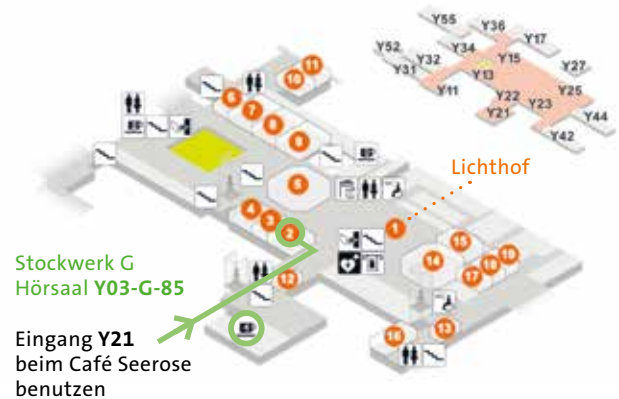 Y55
Y36
Y17
Y34
Y52
Y32
Y15
Y31
Y13
Y27
Y11
Y22
Y25
Y23
Y21
Y44
Y42
11
10
6
7
8
9
Lichthof
5
4
3
2
1
15
14
19
18
17
12
13
16
Stockwerk G
Hörsaal Y03-G-85
Eingang Y21
beim Café Seerose
benutzen